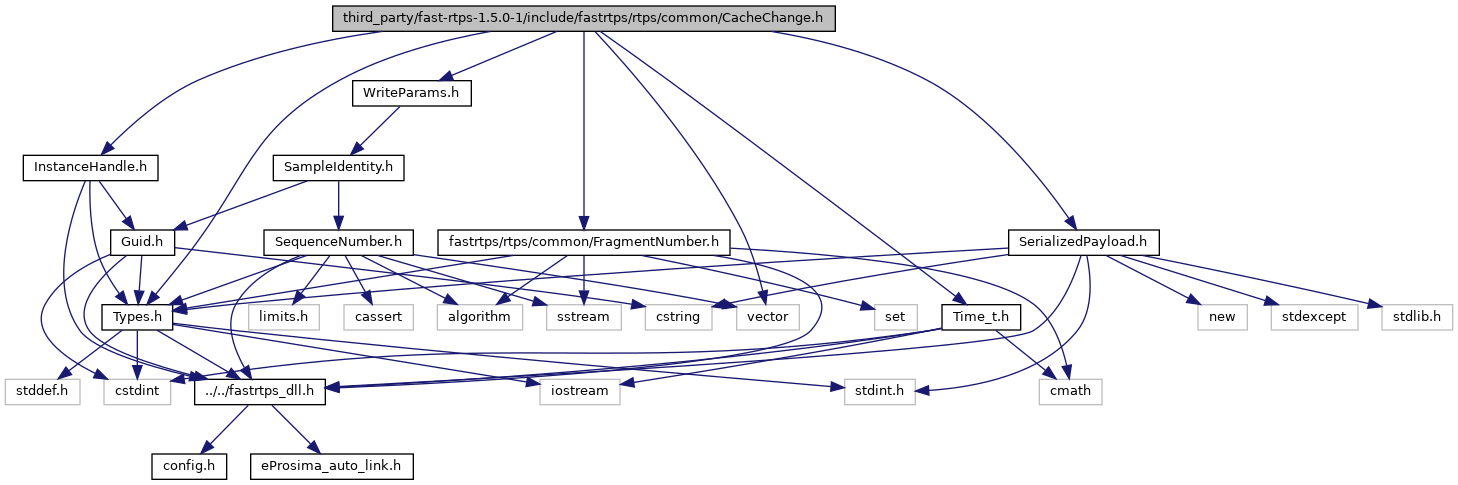 third_party/fast-rtps-1.5.0-1/include/fastrtps/rtps/common/CacheChange.h
WriteParams.h
InstanceHandle.h
SampleIdentity.h
Guid.h
SequenceNumber.h
fastrtps/rtps/common/FragmentNumber.h
SerializedPayload.h
Types.h
limits.h
cassert
algorithm
sstream
cstring
vector
set
Time_t.h
new
stdexcept
stdlib.h
stddef.h
cstdint
../../fastrtps_dll.h
iostream
stdint.h
cmath
config.h
eProsima_auto_link.h